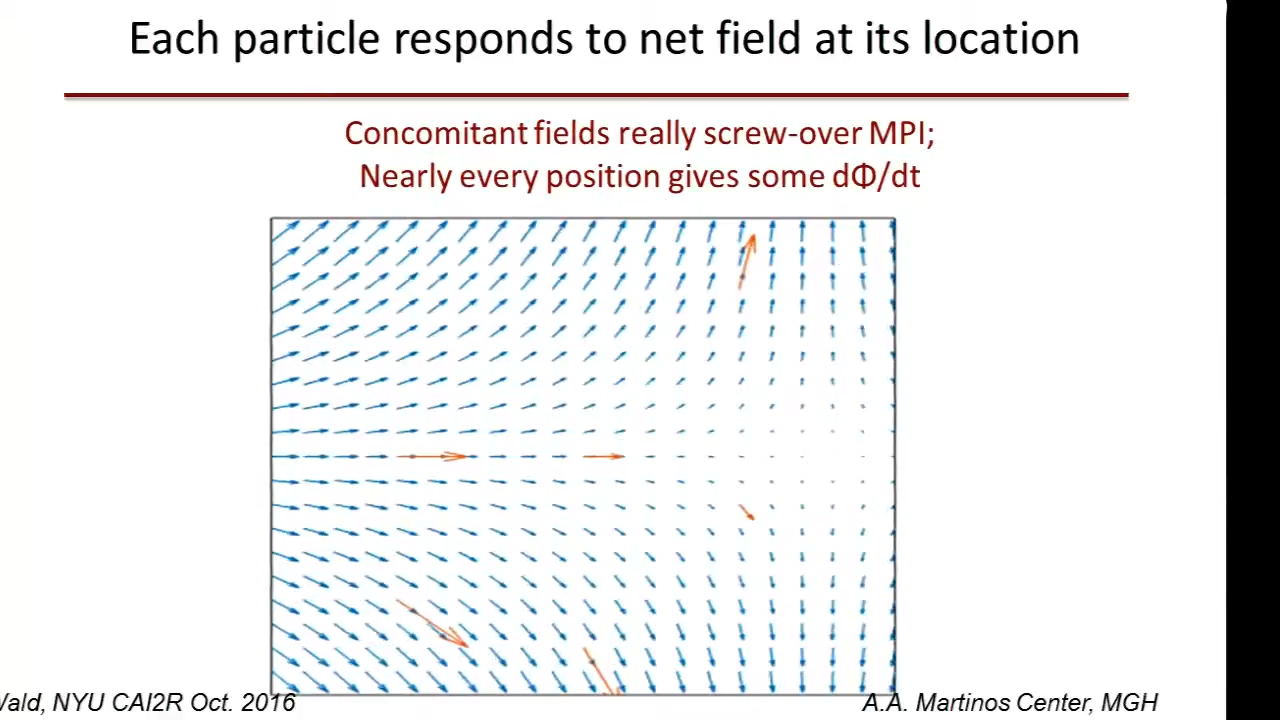 Each particle responds to net field at its location
Concomitant fields really screw-over MPI;
Nearly every position gives some dΦ/dt
Wald, NYU CAI2R Oct. 2016
A.A. Martinos Center, MGH